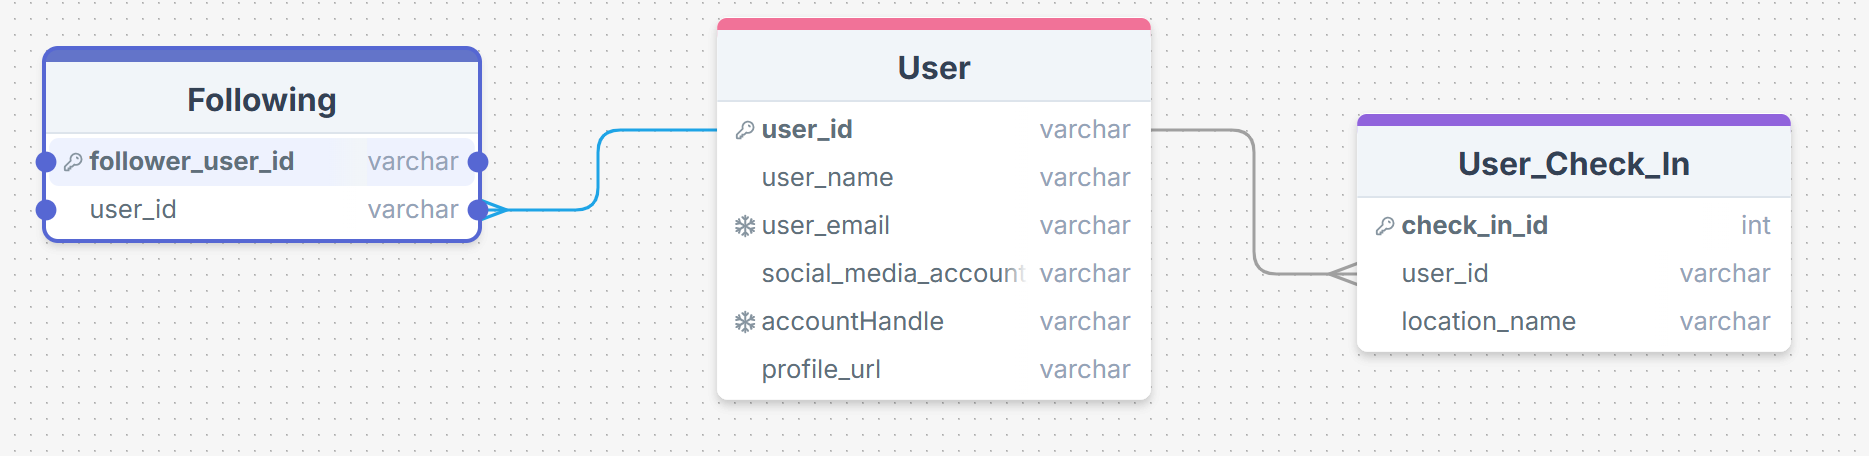 Following
follower_user_id varchar
user_id varchar
User
user_id varchar
user_name varchar
user_email varchar
social_media_account varchar
accountHandle varchar
profile_url varchar
User_Check_In
check_in_id int
user_id varchar
location_name varchar